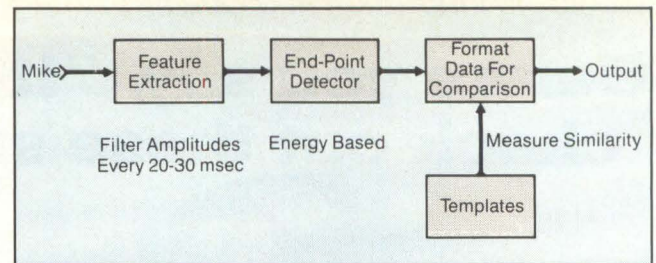 Mike
Feature
Extraction
End-Point
Detector
Format
Data For
Comparison
Output
Filter Amplitudes
Every 20-30 msec
Energy Based
Measure Similarity
Templates